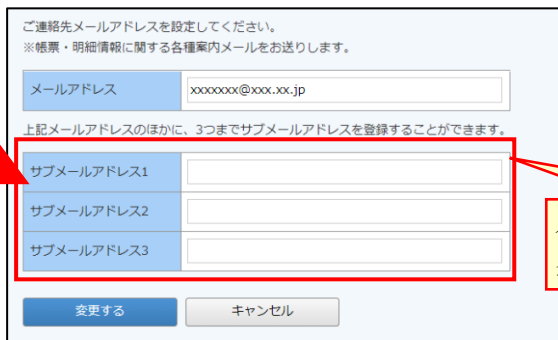 ご連絡先メールアドレスを設定してください。
※帳票・明細情報に関する各種案内メールをお送りします。
メールアドレス xxxxxxx@xxx.xx.jp
上記メールアドレスのほかに、3つまでサブメールアドレスを登録することができます。
サブメールアドレス1
サブメールアドレス2
サブメールアドレス3
変更する キャンセル